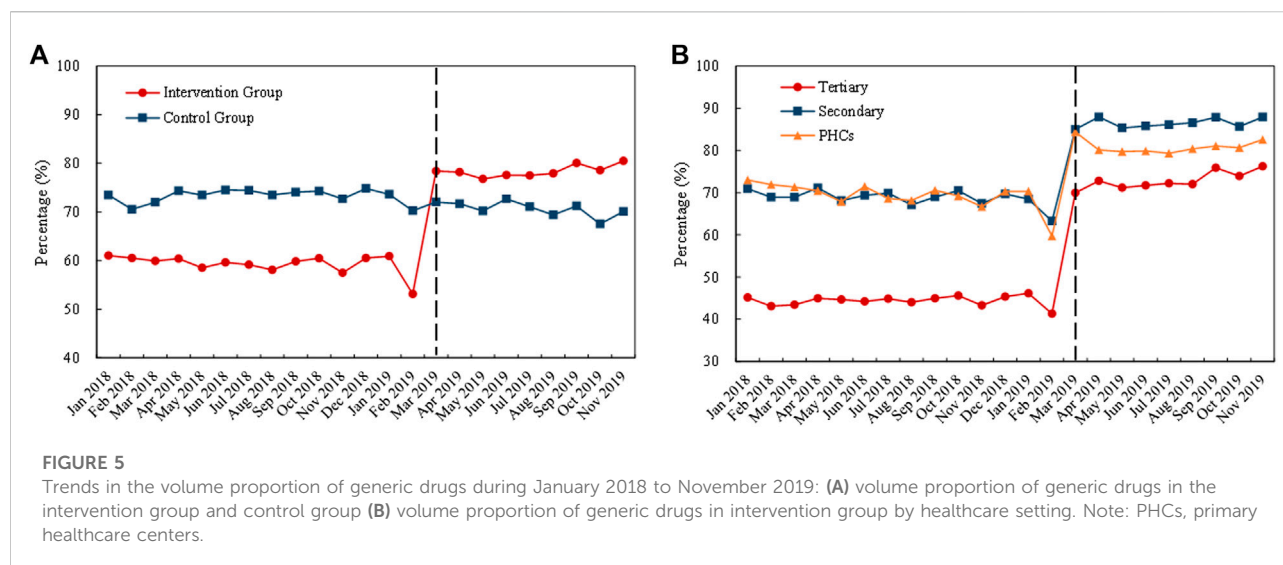 A
100
90
80
70
60
50
40
Percentage (%)
Intervention Group
Control Group
Jan 2018
Feb 2018
Mar 2018
Apr 2018
May 2018
Jun 2018
Jul 2018
Aug 2018
Sep 2018
Oct 2018
Nov 2018
Dec 2018
Jan 2019
Feb 2019
Mar 2019
Apr 2019
May 2019
Jun 2019
Jul 2019
Aug 2019
Sep 2019
Oct 2019
Nov 2019
B
100
90
80
70
60
50
40
30
Percentage (%)
Tertiary
Secondary
PHCs
Jan 2018
Feb 2018
Mar 2018
Apr 2018
May 2018
Jun 2018
Jul 2018
Aug 2018
Sep 2018
Oct 2018
Nov 2018
Dec 2018
Jan 2019
Feb 2019
Mar 2019
Apr 2019
May 2019
Jun 2019
Jul 2019
Aug 2019
Sep 2019
Oct 2019
Nov 2019
FIGURE 5
Trends in the volume proportion of generic drugs during January 2018 to November 2019: (A) volume proportion of generic drugs in the
intervention group and control group (B) volume proportion of generic drugs in intervention group by healthcare setting. Note: PHCs, primary
healthcare centers.